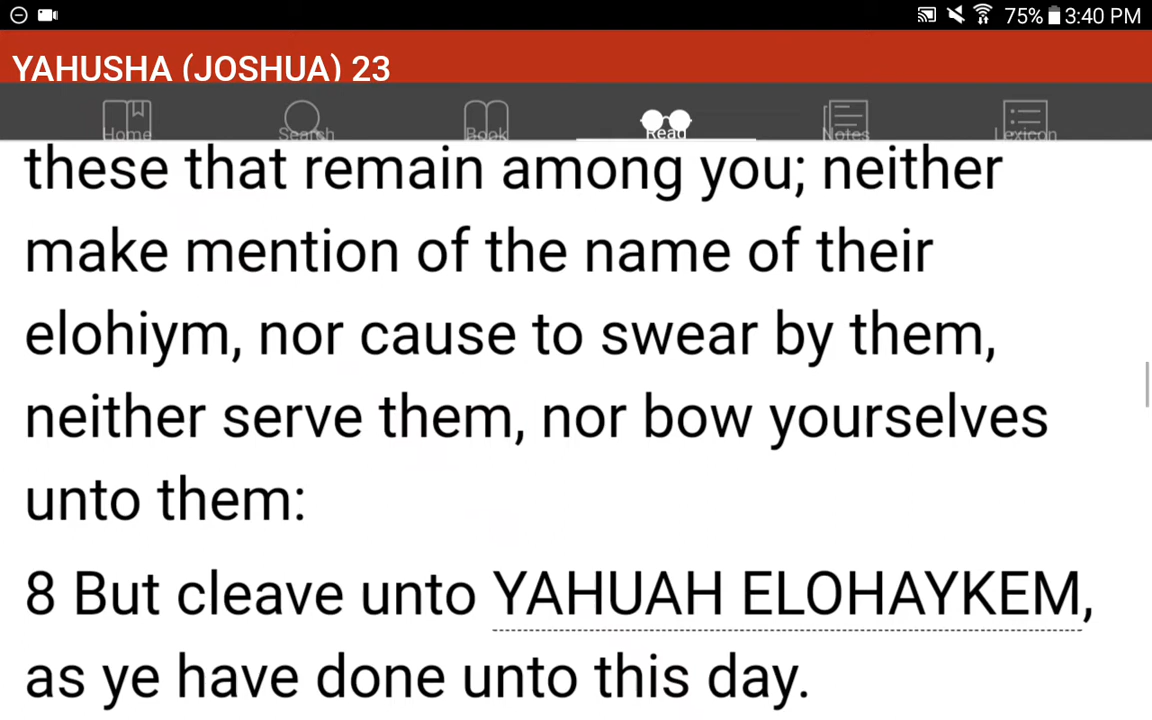 75% 3:40 PM
YAHUSHA (JOSHUA) 23
Home Search Book Read Notes Lexicon
these that remain among you; neither
make mention of the name of their
elohiym, nor cause to swear by them,
neither serve them, nor bow yourselves
unto them:
8 But cleave unto YAHUAH ELOHAYKEM,
as ye have done unto this day.